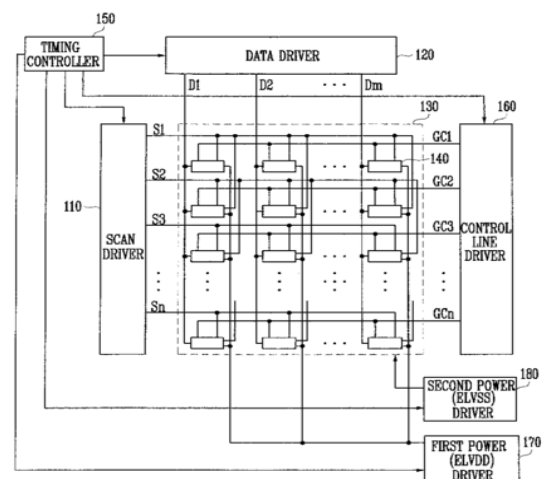 150
TIMING
CONTROLLER
DATA DRIVER
120
D1 D2 ··· Dm
130
160
S1
GC1
140
S2
GC2
110
S3
GC3
SCAN
DRIVER
CONTROL
LINE
DRIVER
Sn
GCn
180
SECOND POWER
(ELVSS)
DRIVER
170
FIRST POWER
(ELVDD)
DRIVER